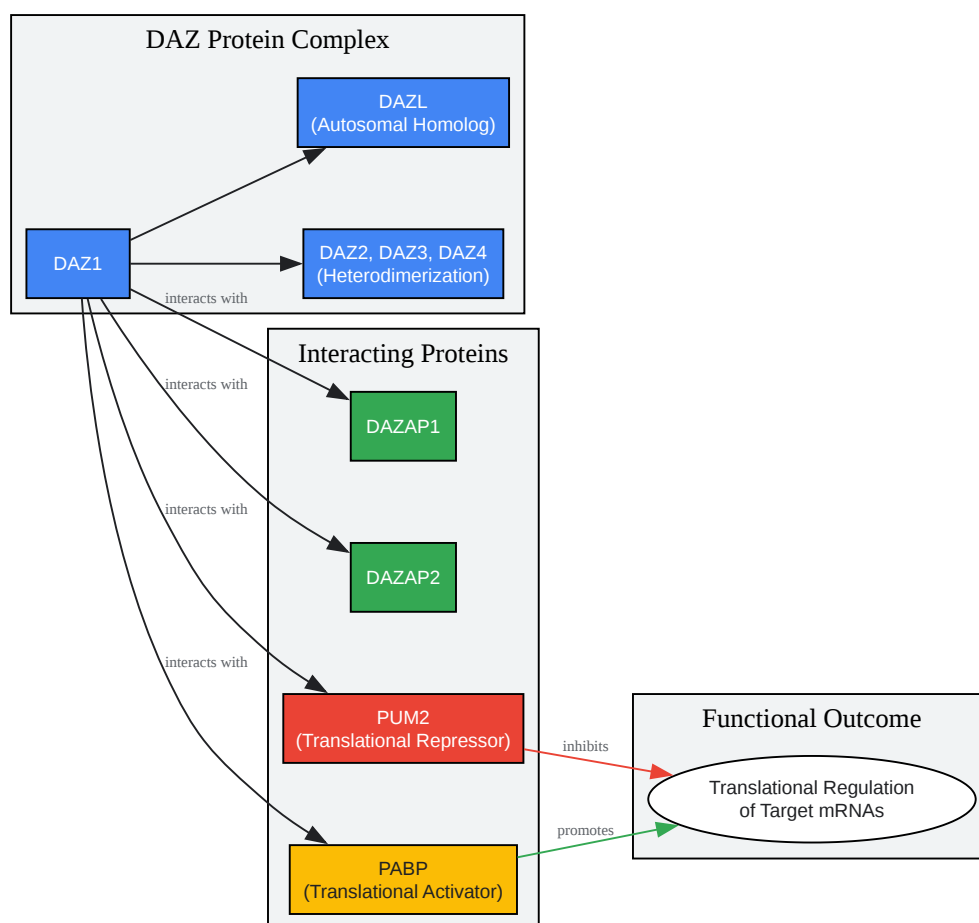 DAZ Protein Complex
DAZL
(Autosomal Homolog)
DAZ1
DAZ2, DAZ3, DAZ4
(Heterodimerization)
interacts with
Interacting Proteins
interacts with
DAZAP1
interacts with
DAZAP2
interacts with
PUM2
(Translational Repressor)
inhibits
Functional Outcome
Translational Regulation
of Target mRNAs
promotes
PABP
(Translational Activator)